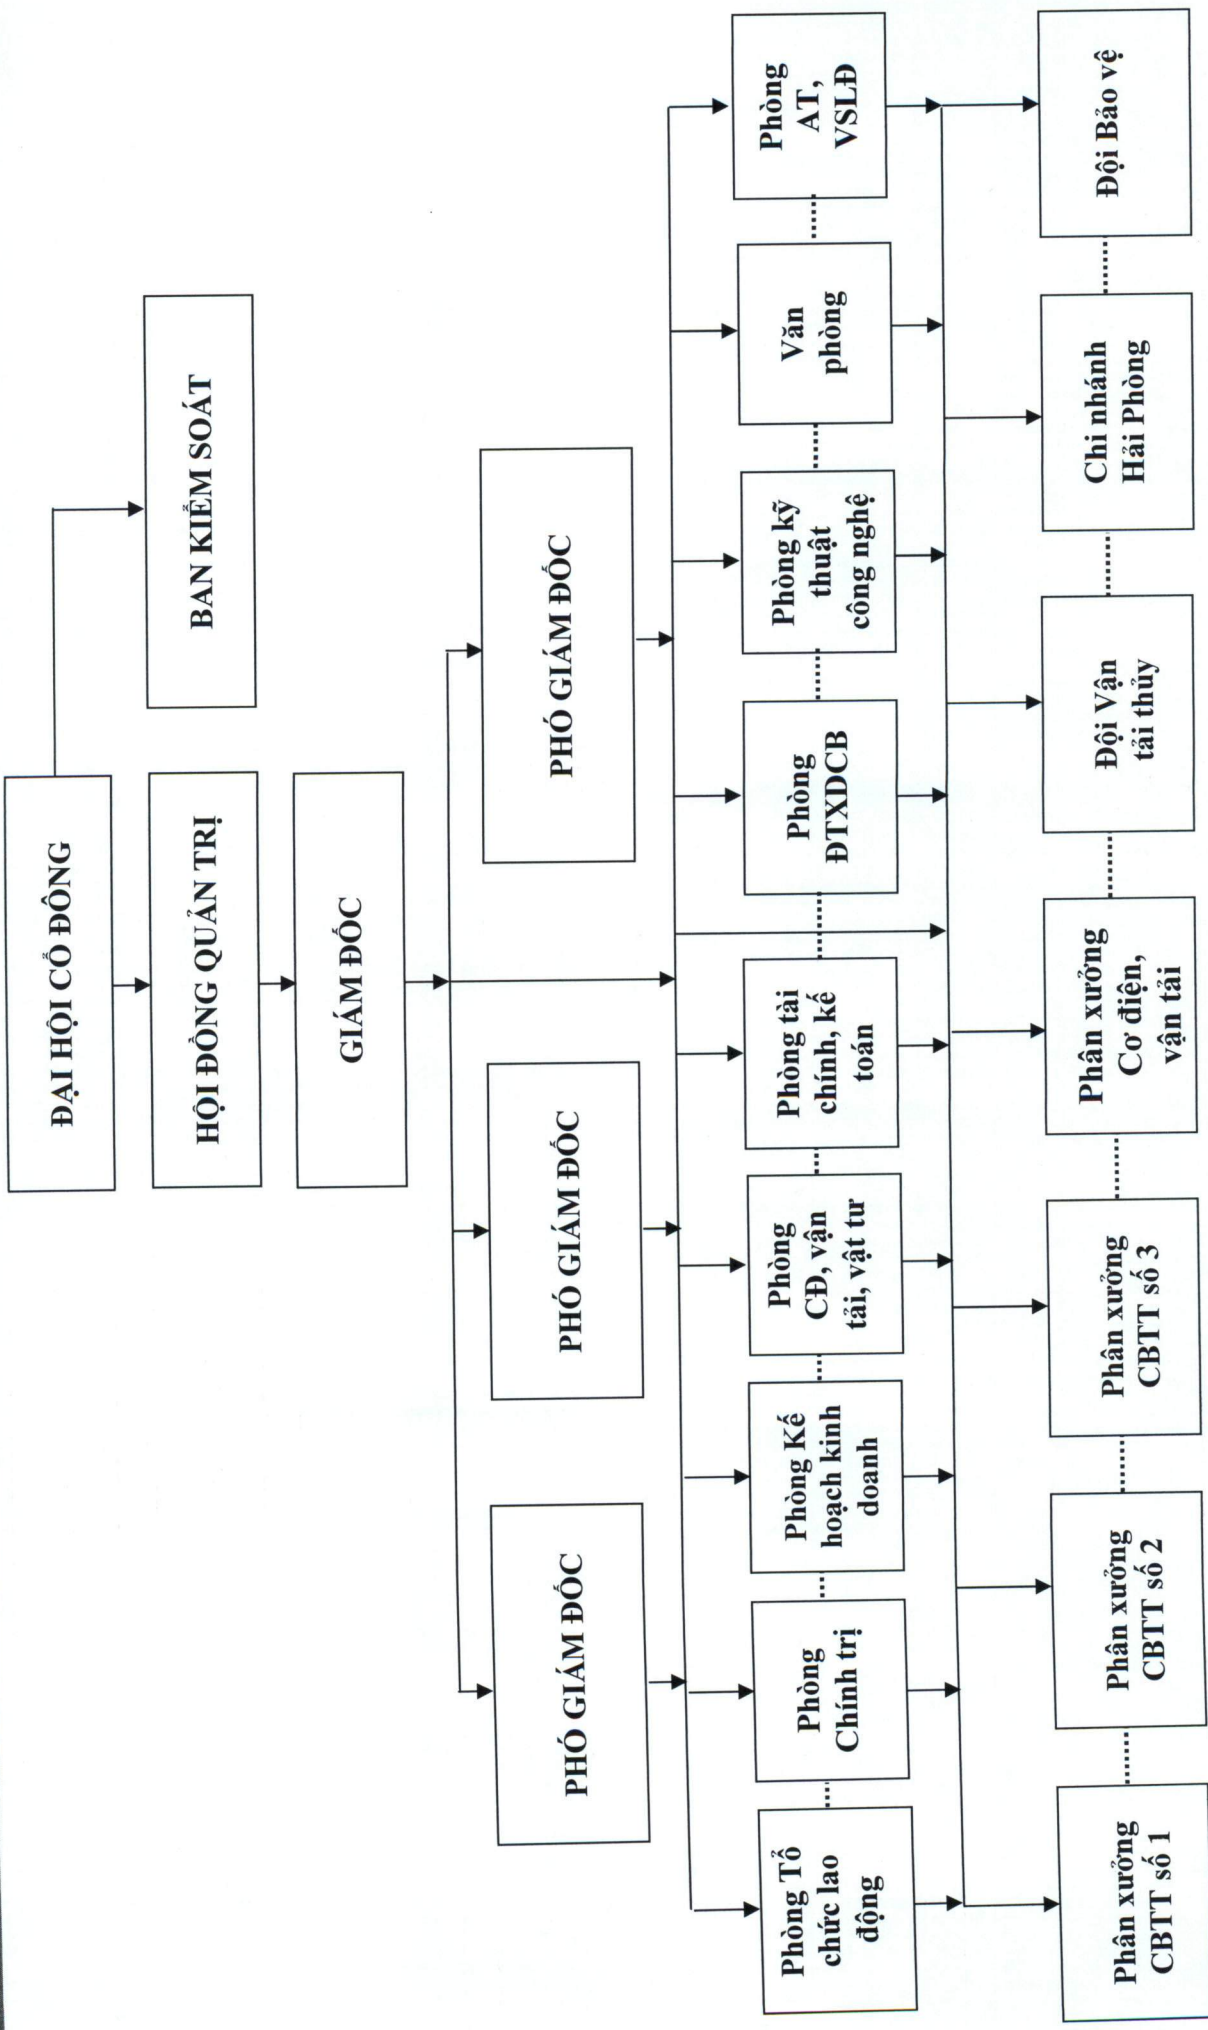 ĐẠI HỘI CỔ ĐÔNG
HỘI ĐỒNG QUẢN TRỊ
BAN KIỂM SOÁT
GIÁM ĐỐC
PHÓ GIÁM ĐỐC
PHÓ GIÁM ĐỐC
PHÓ GIÁM ĐỐC
Phòng Tổ
chức lao
động
Phòng
Chính trị
Phòng Kế
hoạch kinh
doanh
Phòng
CĐ, vận
tải, vật tư
Phòng tài
chính, kế
toán
Phòng
ĐTXDCB
Phòng kỹ
thuật
công nghệ
Văn
phòng
Phòng
AT,
VSLĐ
Phân xưởng
CBTT số 1
Phân xưởng
CBTT số 2
Phân xưởng
CBTT số 3
Phân xưởng
Cơ điện,
vận tải
Đội Vận
tải thủy
Chi nhánh
Hải Phòng
Đội Bảo vệ